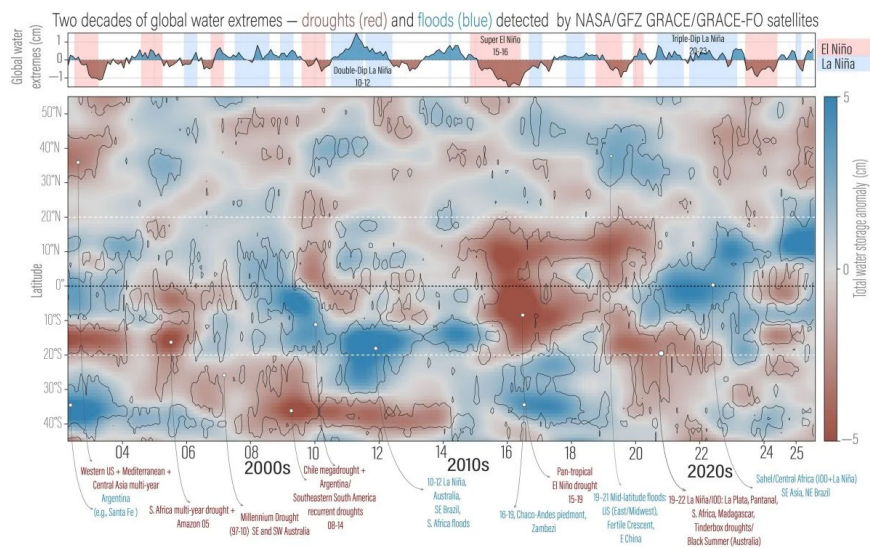 Two decades of global water extremes — droughts (red) and floods (blue) detected by NASA/GFZ GRACE/GRACE-FO satellites
Global water
extremes (cm)
1
0
−1
Double-Dip La Niña
10-12
Super El Niño
15-16
Triple-Dip La Niña
20-23
El Niño
La Niña
Latitude
50°N
40°N
30°N
20°N
10°N
0°
10°S
20°S
30°S
40°S
5
0
−5
Total water storage anomaly (cm)
04 06 08 10 12 14 16 18 20 22 24 25
2000s 2010s 2020s
Western US + Mediterranean +
Central Asia multi-year
Argentina
(e.g., Santa Fe )
S. Africa multi-year drought +
Amazon 05
Millennium Drought
(97-10) SE and SW Australia
Chile megadrought +
Argentina/
Southeastern South America
recurrent droughts
08-14
10-12 La Niña,
Australia,
SE Brazil,
S. Africa floods
16-19, Chaco-Andes piedmont,
Zambezi
Pan-tropical
El Niño drought
15-19
19-21 Mid-latitude floods:
US (East/Midwest),
Fertile Crescent,
E China
19-22 La Niña/IOD: La Plata, Pantanal,
S. Africa, Madagascar,
Tinderbox droughts/
Black Summer (Australia)
Sahel/Central Africa (IOD+La Niña)
SE Asia, NE Brazil